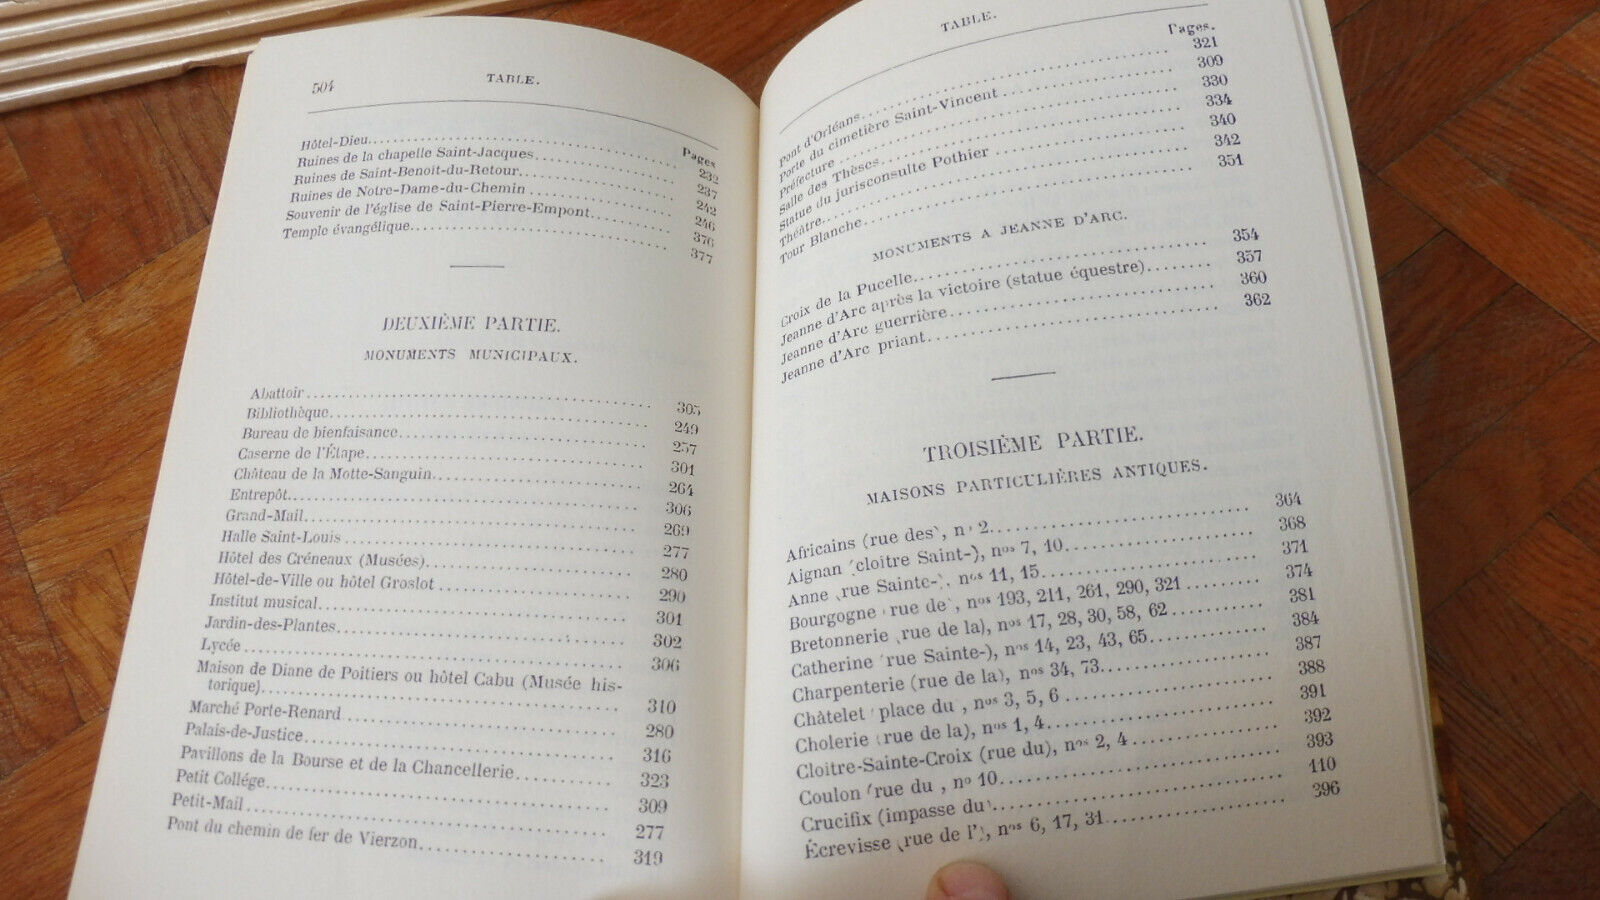 504
TABLE.
Pages
Hôtel-Dieu........ 232
Ruines de la chapelle Saint-Jacques........ 237
Ruines de Saint-Benoit-du-Retour........ 242
Ruines de Notre-Dame-du-Chemin ........ 246
Souvenir de l'église de Saint-Pierre-Empont........ 376
Temple évangélique........ 377
DEUXIÈME PARTIE.
MONUMENTS MUNICIPAUX.
Abattoir........ 305
Bibliothèque........ 249
Bureau de bienfaisance........ 257
Caserne de l'Étape........ 301
Château de la Motte-Sanguin........ 264
Entrepôt........ 306
Grand-Mail........ 269
Halle Saint-Louis ........ 277
Hôtel des Créneaux (Musées)........ 280
Hôtel-de-Ville ou hôtel Groslot ........ 290
Institut musical........ 301
Jardin-des-Plantes........ 302
Lycée ........ 306
Maison de Diane de Poitiers ou hôtel Cabu (Musée his-
torique)........ 310
Marché Porte-Renard ........ 280
Palais-de-Justice........ 316
Pavillons de la Bourse et de la Chancellerie........ 323
Petit Collége........ 309
Petit-Mail........ 277
Pont du chemin de fer de Vierzon........ 319
TABLE.
Pages.
Pont d'Orléans........ 321
Porte du cimetière Saint-Vincent ........ 309
Préfecture ........ 330
Salle des Thèses........ 334
Statue du jurisconsulte Pothier ........ 340
Théâtre........ 342
Tour Blanche........ 351
MONUMENTS A JEANNE D'ARC.
Croix de la Pucelle........ 354
Jeanne d'Arc après la victoire (statue équestre)........ 357
Jeanne d'Arc guerrière........ 360
Jeanne d'Arc priant........ 362
TROISIÈME PARTIE.
MAISONS PARTICULIÈRES ANTIQUES.
Africains (rue des), no 2........ 364
Aignan (cloître Saint-), nos 7, 10........ 368
Anne (rue Sainte-), nos 11, 15........ 371
Bourgogne (rue de), nos 193, 211, 261, 290, 321 ........ 374
Bretonnerie (rue de la), nos 17, 28, 30, 58, 62 ........ 381
Catherine (rue Sainte-), nos 14, 23, 43, 65........ 384
Charpenterie (rue de la), nos 34, 73........ 387
Châtelet (place du), nos 3, 5, 6 ........ 388
Cholerie (rue de la), nos 1, 4........ 391
Cloître-Sainte-Croix (rue du), nos 2, 4 ........ 392
Coulon (rue du), no 10........ 393
Crucifix (impasse du)........ 110
Écrevisse (rue de l'), nos 6, 17, 31........ 396